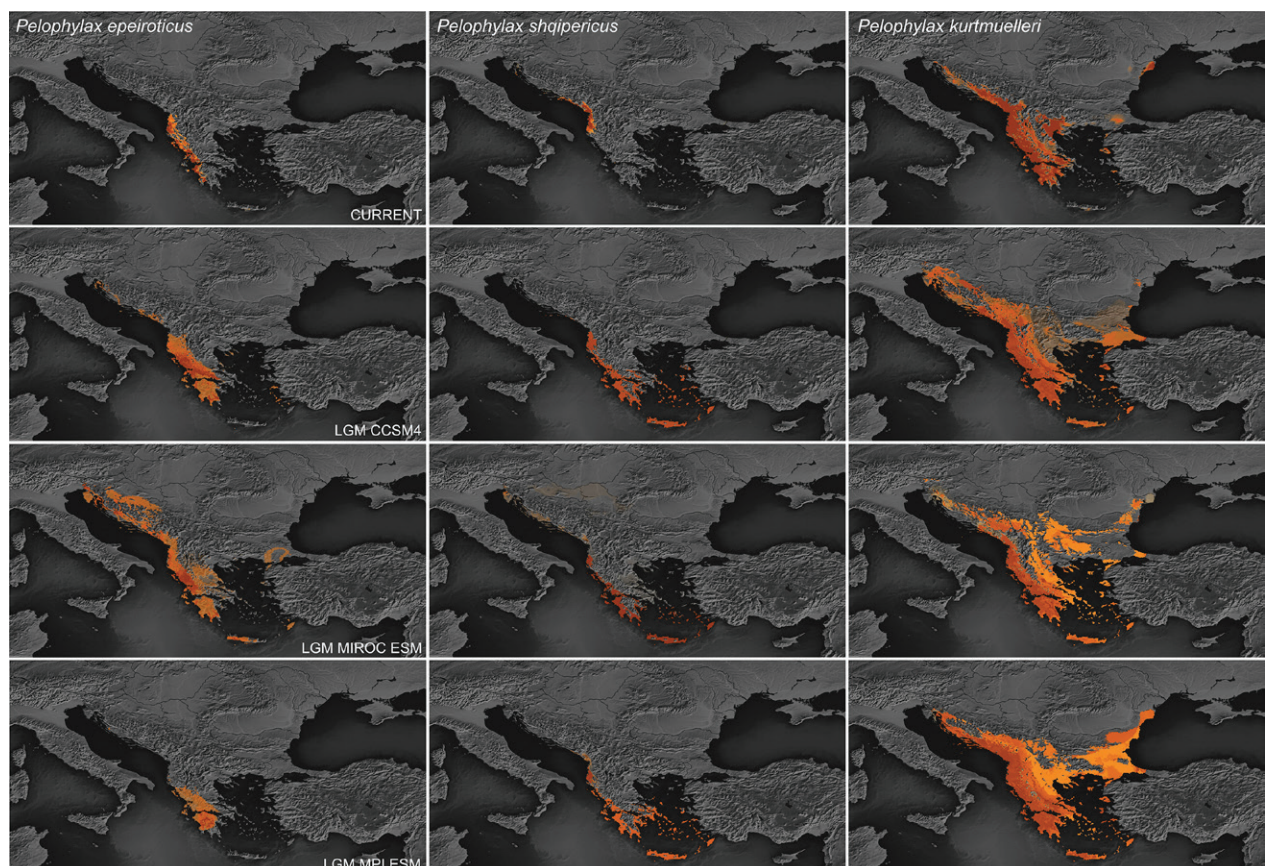 Pelophylax epeiroticus
Pelophylax shqipericus
Pelophylax kurtmuelleri
CURRENT
LGM CCSM4
LGM MIROC ESM
LGM MPI ESM